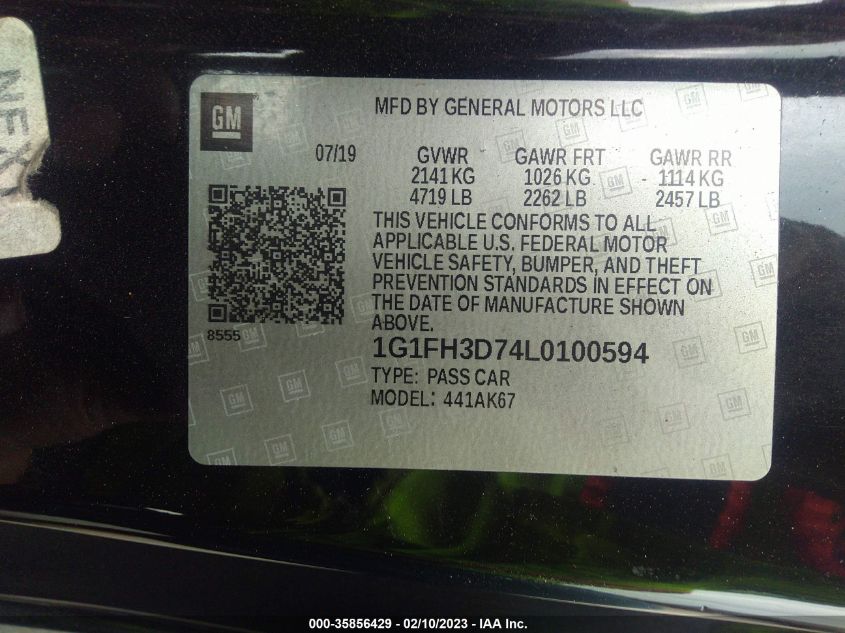 NEX
GM
MFD BY GENERAL MOTORS LLC
07/19 GVWR GAWR FRT GAWR RR
2141 KG 1026 KG 1114 KG
4719 LB 2262 LB 2457 LB
THIS VEHICLE CONFORMS TO ALL
APPLICABLE U.S. FEDERAL MOTOR
VEHICLE SAFETY, BUMPER, AND THEFT
PREVENTION STANDARDS IN EFFECT ON
THE DATE OF MANUFACTURE SHOWN
ABOVE.
8555
1G1FH3D74L0100594
TYPE: PASS CAR
MODEL: 441AK67
000-35856429 - 02/10/2023 - IAA Inc.